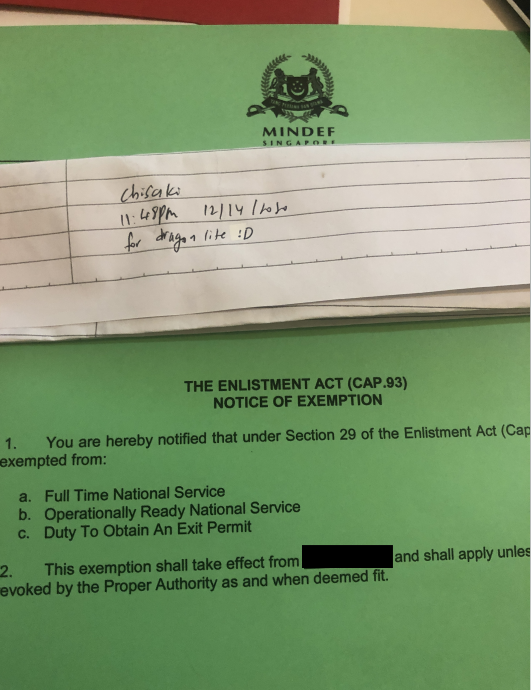 MINDEF
SINGAPORE
Chisaki
11:48pm 12/14/2020
for dragon lite :D
THE ENLISTMENT ACT (CAP.93)
NOTICE OF EXEMPTION
1. You are hereby notified that under Section 29 of the Enlistment Act (Cap
exempted from:
a. Full Time National Service
b. Operationally Ready National Service
c. Duty To Obtain An Exit Permit
2. This exemption shall take effect from and shall apply unles
evoked by the Proper Authority as and when deemed fit.